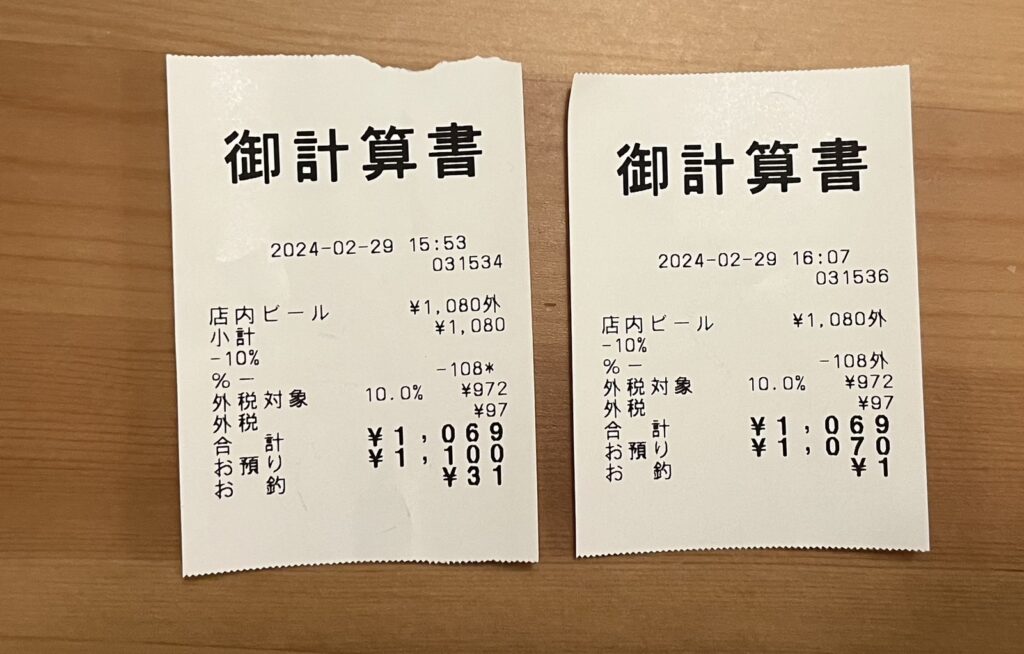 御計算書
2024-02-29 15:53
031534
店内ビール ¥1,080外
小計 ¥1,080
-10%
%- -108*
外税対象 10.0% ¥972
外税 ¥97
合 計 ¥1,069
お預り ¥1,100
お 釣 ¥31
御計算書
2024-02-29 16:07
031536
店内ビール ¥1,080外
-10%
%- -108外
外税対象 10.0% ¥972
外税 ¥97
合 計 ¥1,069
お預り ¥1,070
お 釣 ¥1